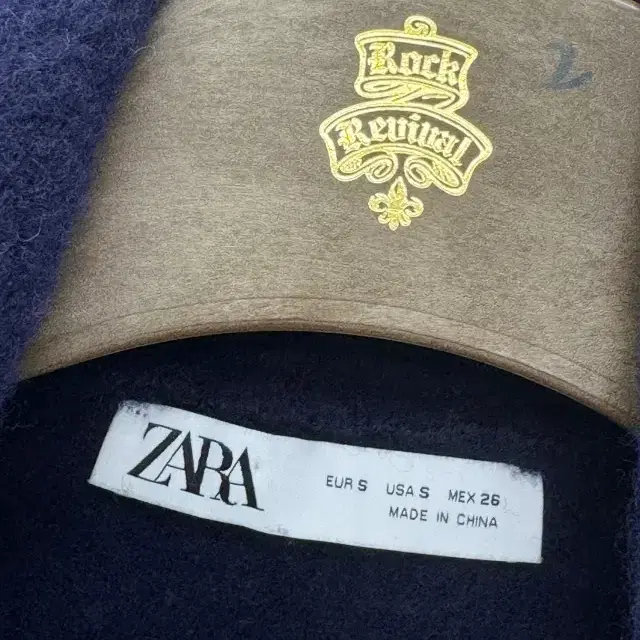 Rock
Revival
2
ZARA
EUR S USA S MEX 26
MADE IN CHINA